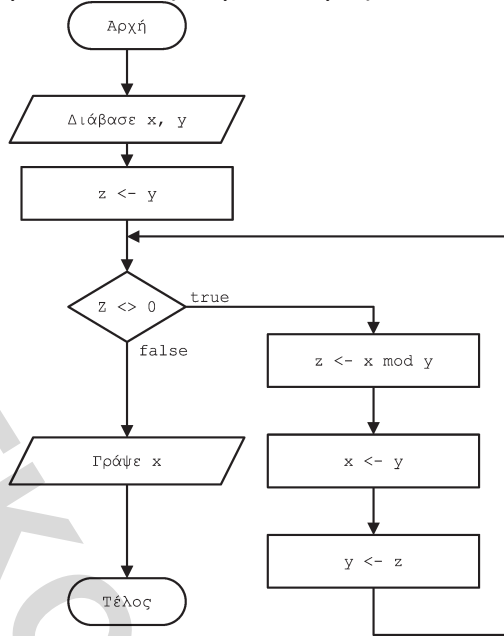 Αρχή
Διάβασε x, y
z <- y
Z <> 0
true
false
z <- x mod y
x <- y
y <- z
Γράψε x
Τέλος